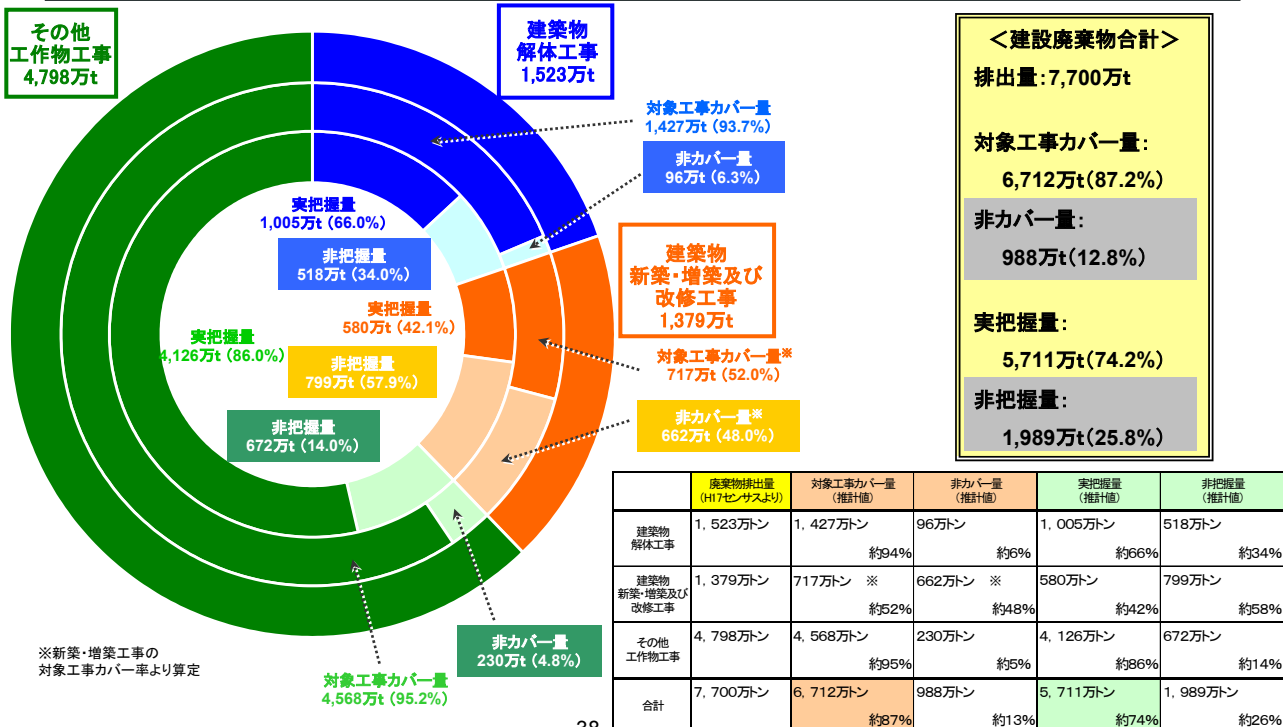 その他
工作物工事
4,798万t
建築物
解体工事
1,523万t
対象工事カバー量
1,427万t (93.7%)
非カバー量
96万t (6.3%)
実把握量
1,005万t (66.0%)
非把握量
518万t (34.0%)
建築物
新築・増築及び
改修工事
1,379万t
実把握量
580万t (42.1%)
非把握量
799万t (57.9%)
対象工事カバー量※
717万t (52.0%)
非カバー量※
662万t (48.0%)
実把握量
4,126万t (86.0%)
非把握量
672万t (14.0%)
非カバー量
230万t (4.8%)
対象工事カバー量
4,568万t (95.2%)
※新築・増築工事の
対象工事カバー率より算定
＜建設廃棄物合計＞
排出量：7,700万t
対象工事カバー量：
6,712万t(87.2%)
非カバー量：
988万t(12.8%)
実把握量：
5,711万t(74.2%)
非把握量：
1,989万t(25.8%)
廃棄物排出量 対象工事カバー量 非カバー量 実把握量 非把握量
(H17センサスより) (推計値) (推計値) (推計値) (推計値)
建築物
解体工事
1，523万トン 1，427万トン 96万トン 1，005万トン 518万トン
約94% 約6% 約66% 約34%
建築物
新築・増築及び
改修工事
1，379万トン 717万トン ※ 662万トン ※ 580万トン 799万トン
約52% 約48% 約42% 約58%
その他
工作物工事
4，798万トン 4，568万トン 230万トン 4，126万トン 672万トン
約95% 約5% 約86% 約14%
合計
7，700万トン 6，712万トン 988万トン 5，711万トン 1，989万トン
約87% 約13% 約74% 約26%
38